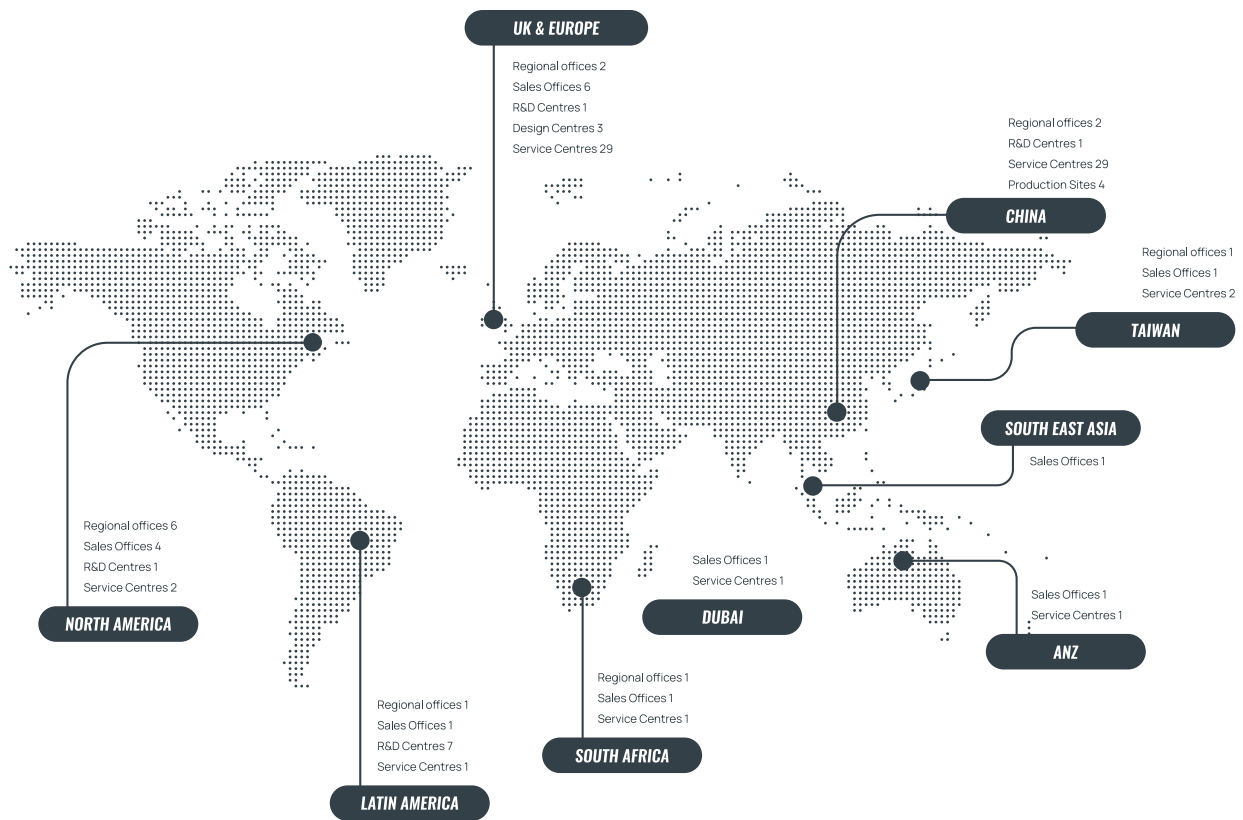 UK & EUROPE
Regional offices 2
Sales Offices 6
R&D Centres 1
Design Centres 3
Service Centres 29
Regional offices 2
R&D Centres 1
Service Centres 29
Production Sites 4
CHINA
Regional offices 1
Sales Offices 1
Service Centres 2
TAIWAN
SOUTH EAST ASIA
Sales Offices 1
Regional offices 6
Sales Offices 4
R&D Centres 1
Service Centres 2
NORTH AMERICA
Sales Offices 1
Service Centres 1
DUBAI
Sales Offices 1
Service Centres 1
ANZ
Regional offices 1
Sales Offices 1
Service Centres 1
SOUTH AFRICA
Regional offices 1
Sales Offices 1
R&D Centres 7
Service Centres 1
LATIN AMERICA